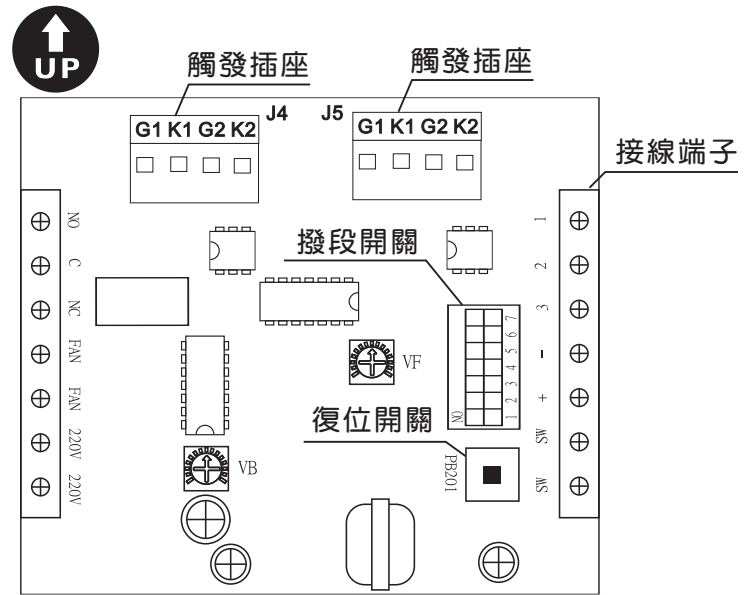 UP
觸發插座
觸發插座
J4
J5
G1 K1 G2 K2
G1 K1 G2 K2
接線端子
NO
C
NC
FAN
FAN
220V
220V
撥段開關
1 2 3 4 5 6 7
NO
VF
VB
復位開關
PB201
1
2
3
-
+
SW
SW